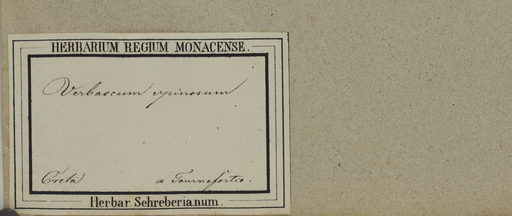 HERBARIUM REGIUM MONACENSE.
Verbascum spinosum
Creta a Tournefortio.
Herbar. Schreberianum.